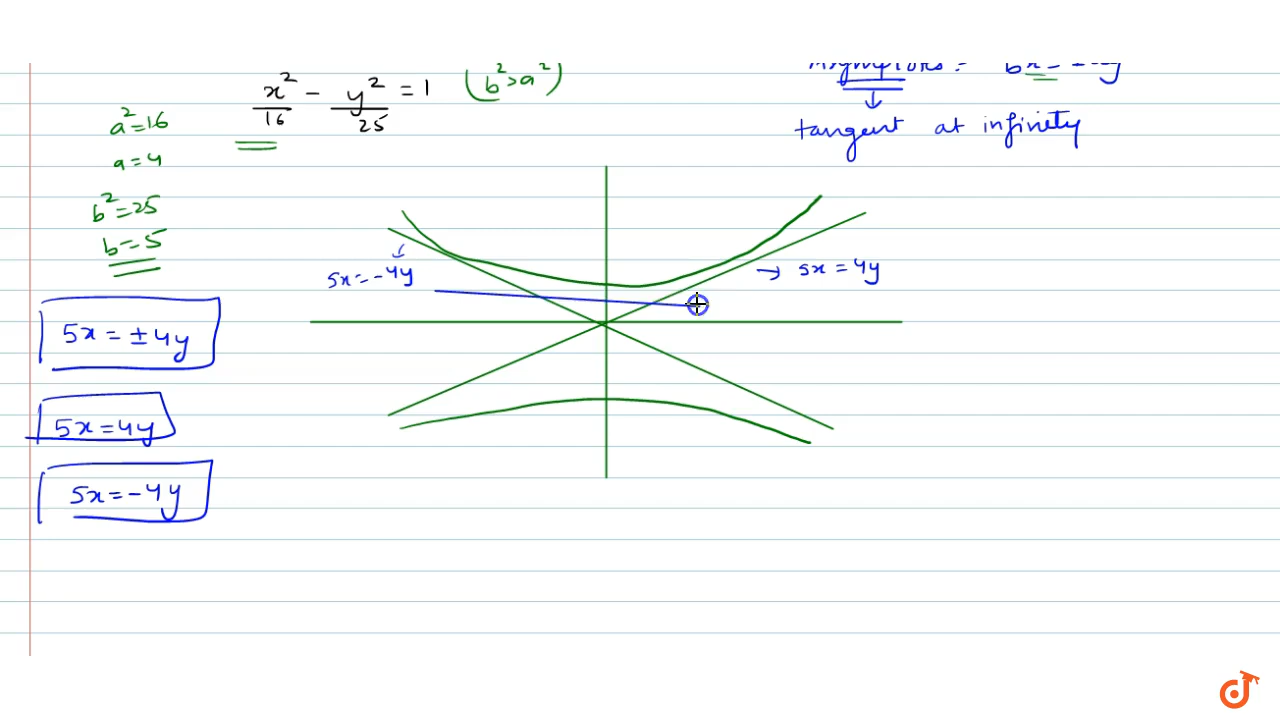 x²/16 - y²/25 = 1 (b²>a²)
a²=16
a=4
b²=25
b=5
5x=±4y
5x=4y
5x=-4y
tangent at infinity
5x=-4y
→ 5x=4y